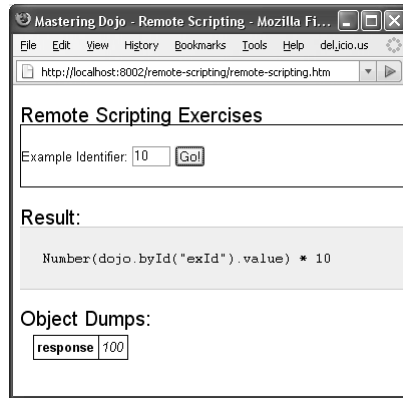 Mastering Dojo - Remote Scripting - Mozilla Fi...
File Edit View History Bookmarks Tools Help del.icio.us
http://localhost:8002/remote-scripting/remote-scripting.htm
Remote Scripting Exercises
Example Identifier: 10 Go!
Result:
Number(dojo.byId("exId").value) * 10
Object Dumps:
response 100